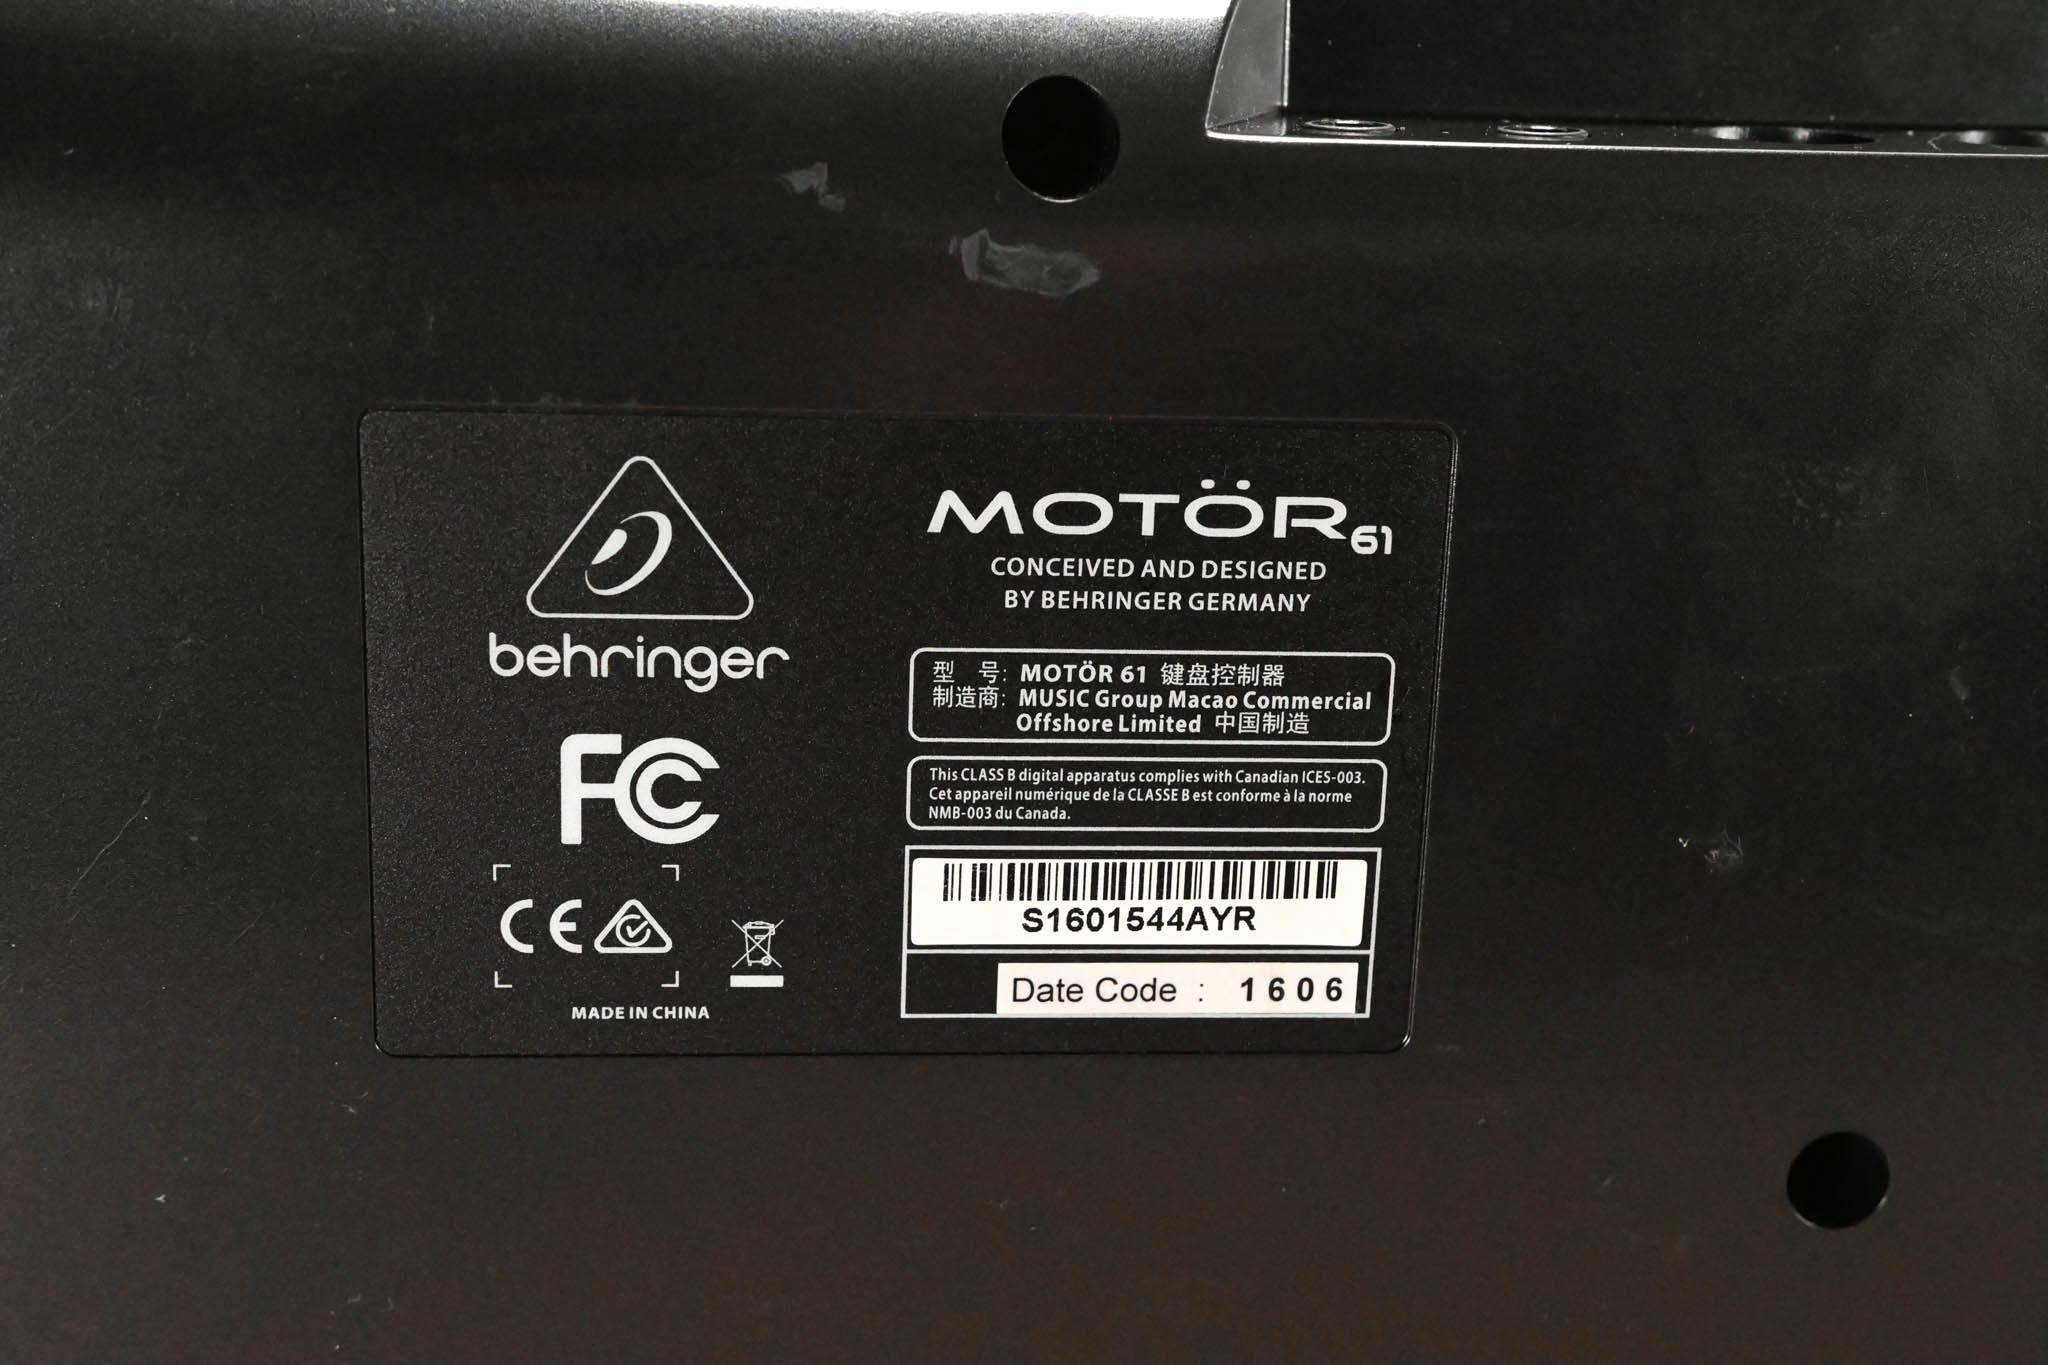 behringer
FC
CE
MADE IN CHINA
MOTÖR 61
CONCEIVED AND DESIGNED
BY BEHRINGER GERMANY
型 号: MOTÖR 61 键盘控制器
制造商: MUSIC Group Macao Commercial
Offshore Limited 中国制造
This CLASS B digital apparatus complies with Canadian ICES-003.
Cet appareil numérique de la CLASSE B est conforme à la norme
NMB-003 du Canada.
S1601544AYR
Date Code : 1606